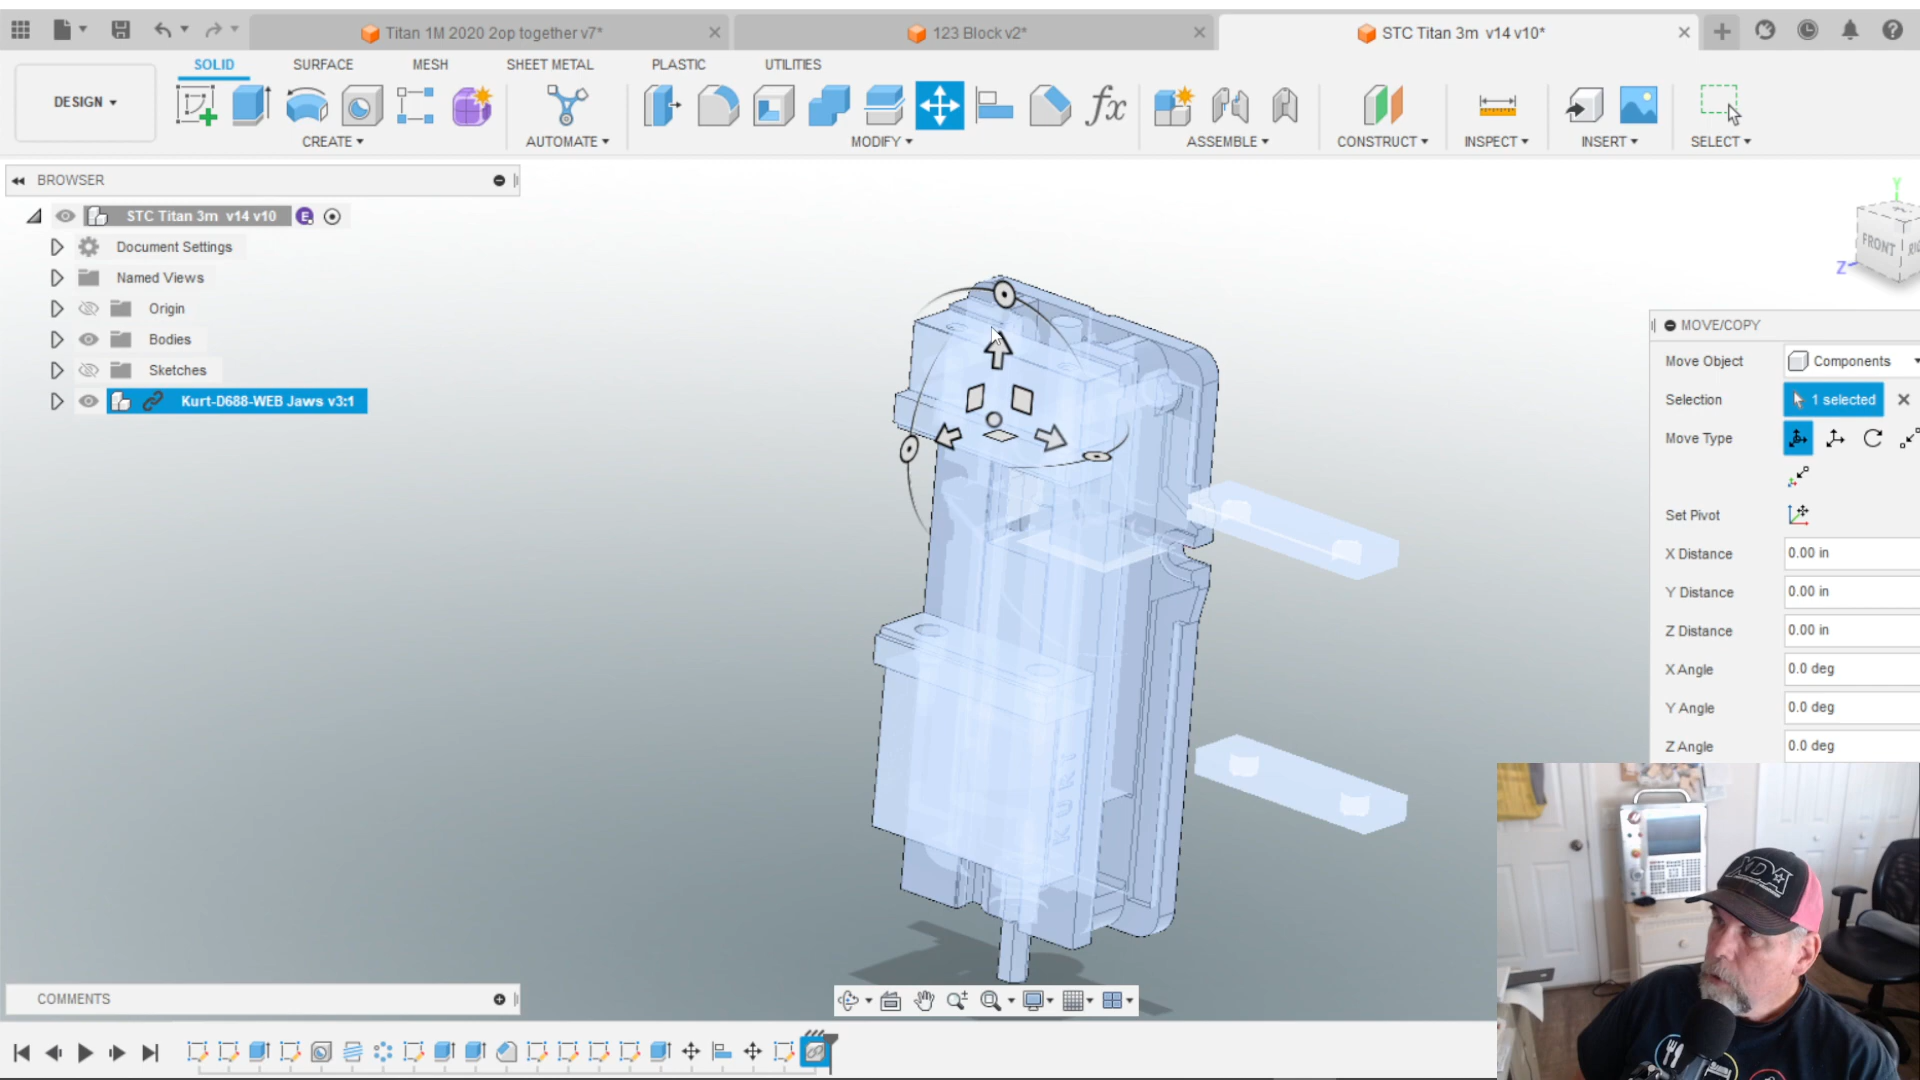 Titan 1M 2020 2op together v7*
123 Block v2*
STC Titan 3m v14 v10*
SOLID
SURFACE
MESH
SHEET METAL
PLASTIC
UTILITIES
DESIGN
CREATE
AUTOMATE
MODIFY
ASSEMBLE
CONSTRUCT
INSPECT
INSERT
SELECT
fx
BROWSER
STC Titan 3m v14 v10
E
Document Settings
Named Views
Origin
Bodies
Sketches
Kurt-D688-WEB Jaws v3:1
Y
FRONT
Z
MOVE/COPY
Move Object
Components
Selection
1 selected
Move Type
Set Pivot
X Distance
0.00 in
Y Distance
0.00 in
Z Distance
0.00 in
X Angle
0.0 deg
Y Angle
0.0 deg
Z Angle
0.0 deg
KURT
XDA
COMMENTS